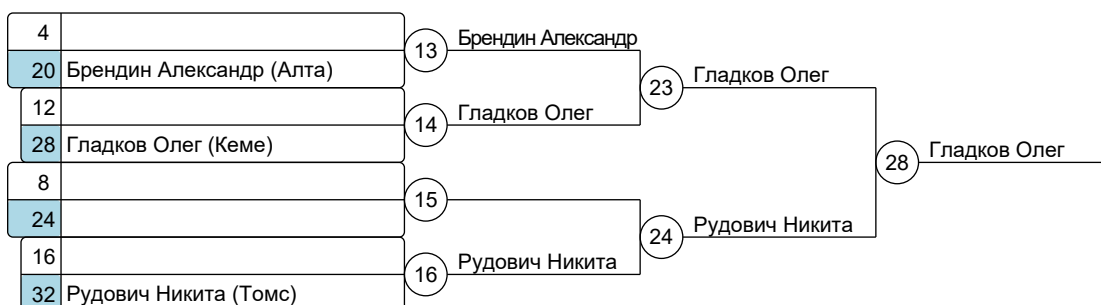 4
20 Брендин Александр (Алта)
12
28 Гладков Олег (Кеме)
8
24
16
32 Рудович Никита (Томс)
13 Брендин Александр
14 Гладков Олег
15
16 Рудович Никита
23 Гладков Олег
24 Рудович Никита
28 Гладков Олег